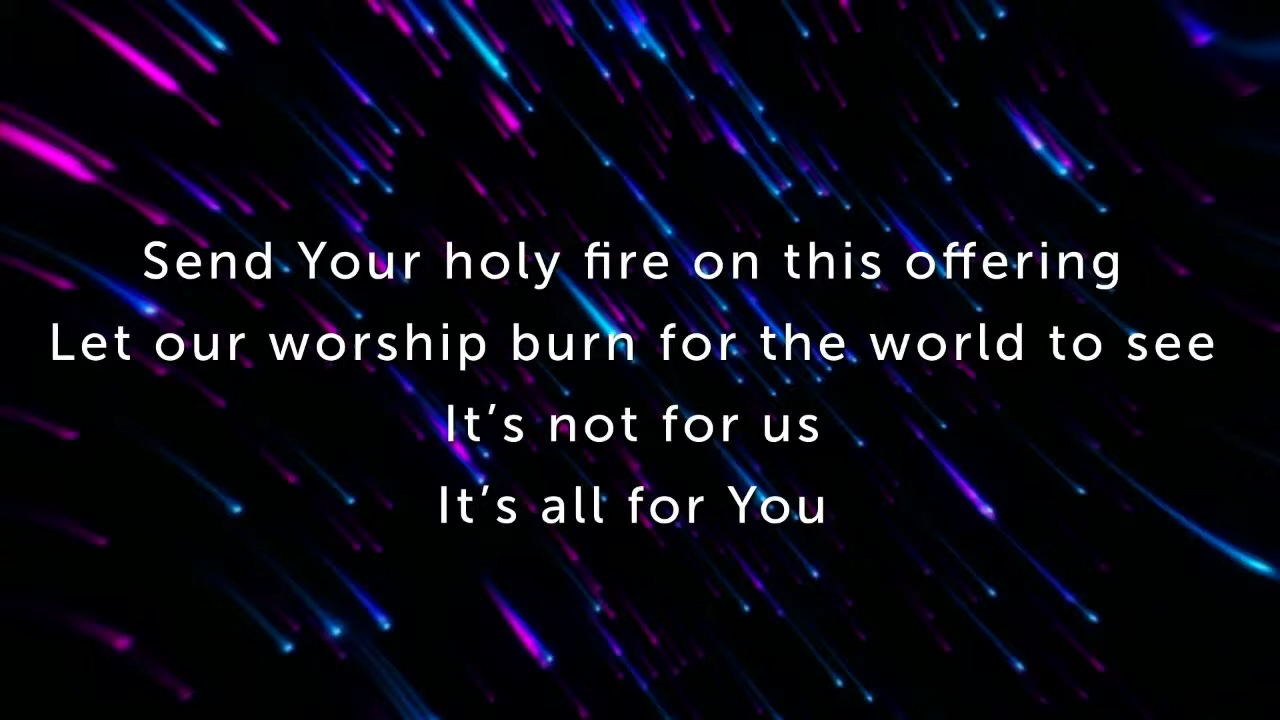 Send Your holy fire on this offering
Let our worship burn for the world to see
It’s not for us
It’s all for You